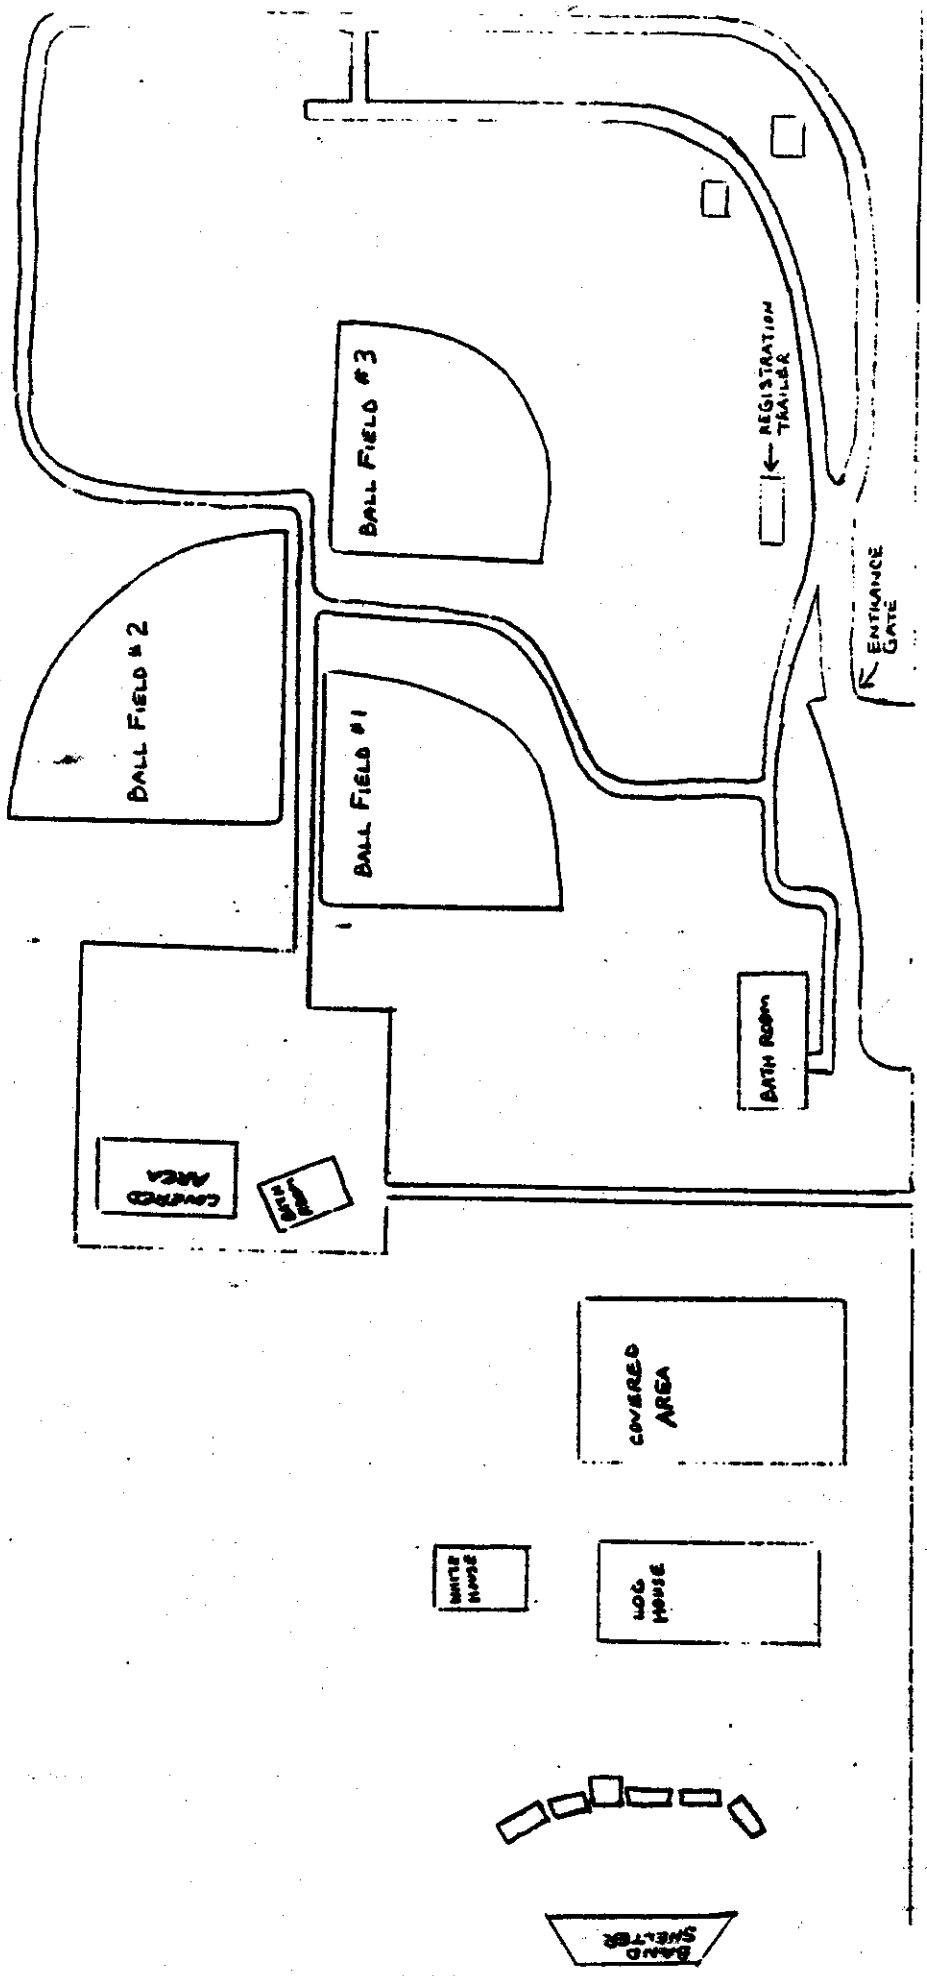 BALL FIELD #3
← REGISTRATION
TRAILER
BALL FIELD #2
ENTRANCE
GATE
BALL FIELD #1
BATH ROOM
COVERED
AREA
BATH
ROOM
COVERED
AREA
WHITE
HOUSE
LOG
HOUSE
BAND
SHELTER